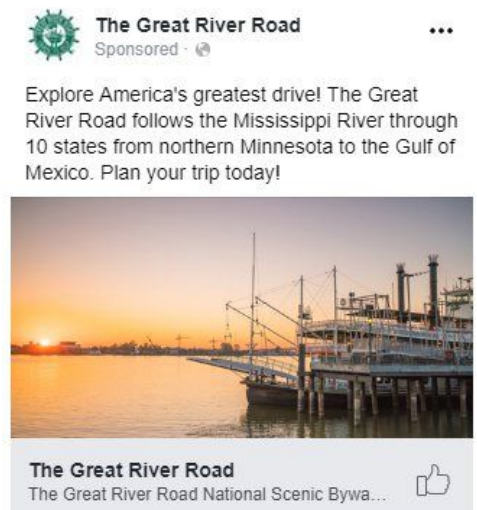 The Great River Road
Sponsored ·
Explore America's greatest drive! The Great
River Road follows the Mississippi River through
10 states from northern Minnesota to the Gulf of
Mexico. Plan your trip today!
The Great River Road
The Great River Road National Scenic Bywa...